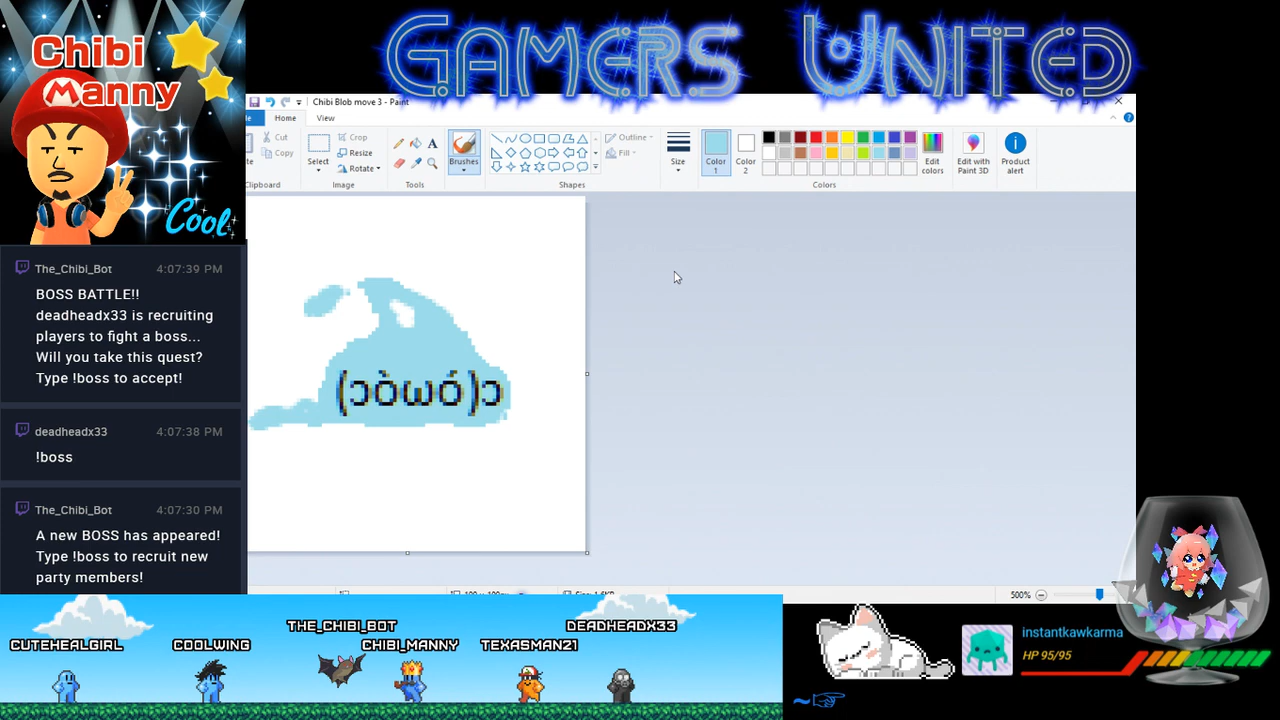 Gamers United
Chibi
Manny
Cool
Chibi Blob move 3 - Paint
Home
View
Cut
Copy
Clipboard
Select
Crop
Resize
Rotate
Image
Tools
Brushes
Shapes
Outline
Fill
Size
Color
1
Color
2
Colors
Edit
colors
Edit with
Paint 3D
Product
alert
The_Chibi_Bot
4:07:39 PM
BOSS BATTLE!!
deadheadx33 is recruiting
players to fight a boss...
Will you take this quest?
Type !boss to accept!
deadheadx33
4:07:38 PM
!boss
The_Chibi_Bot
4:07:30 PM
A new BOSS has appeared!
Type !boss to recruit new
party members!
(ɔòωó)ɔ
500%
CUTEHEALGIRL
COOLWING
THE_CHIBI_BOT
CHIBI_MANNY
TEXASMAN21
DEADHEADX33
instantkawkarma
HP 95/95
~☞